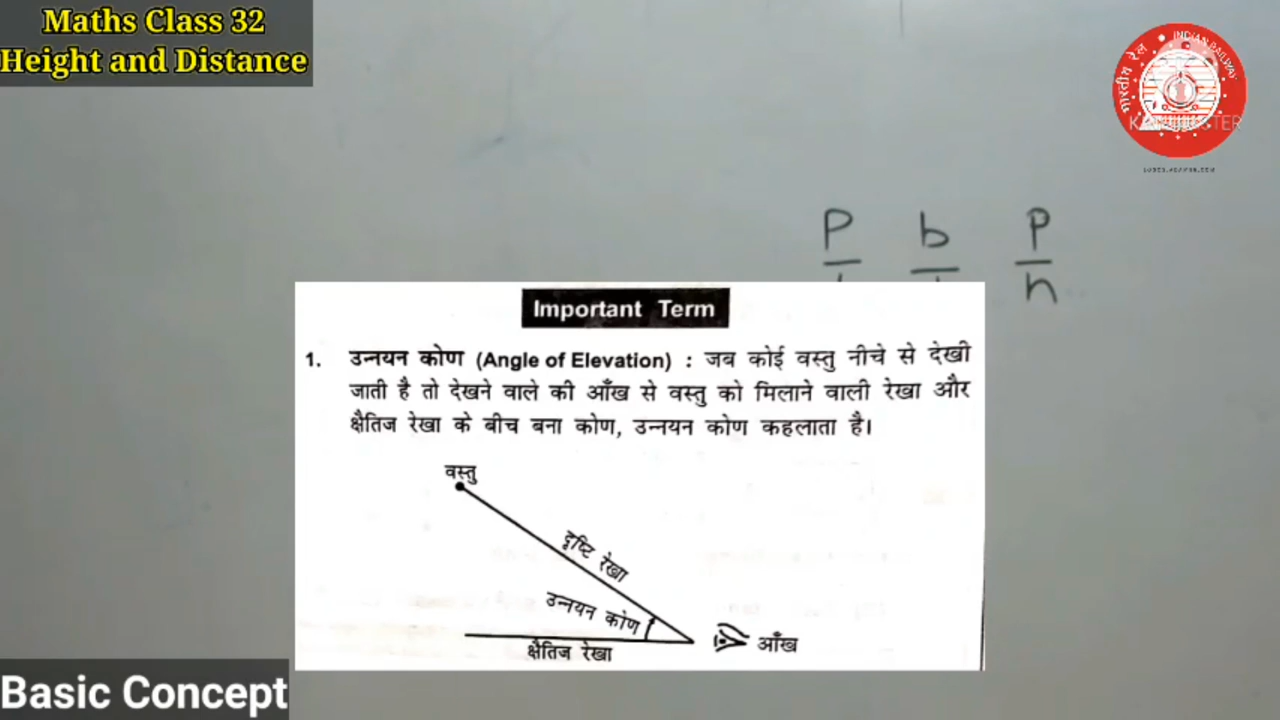 Maths Class 32
Height and Distance
भारतीय रेल
INDIAN RAILWAY
P b P
h
Important Term
1. उन्नयन कोण (Angle of Elevation) : जब कोई वस्तु नीचे से देखी
जाती है तो देखने वाले की आँख से वस्तु को मिलाने वाली रेखा और
क्षैतिज रेखा के बीच बना कोण, उन्नयन कोण कहलाता है।
वस्तु
दृष्टि रेखा
उन्नयन कोण
क्षैतिज रेखा
आँख
Basic Concept